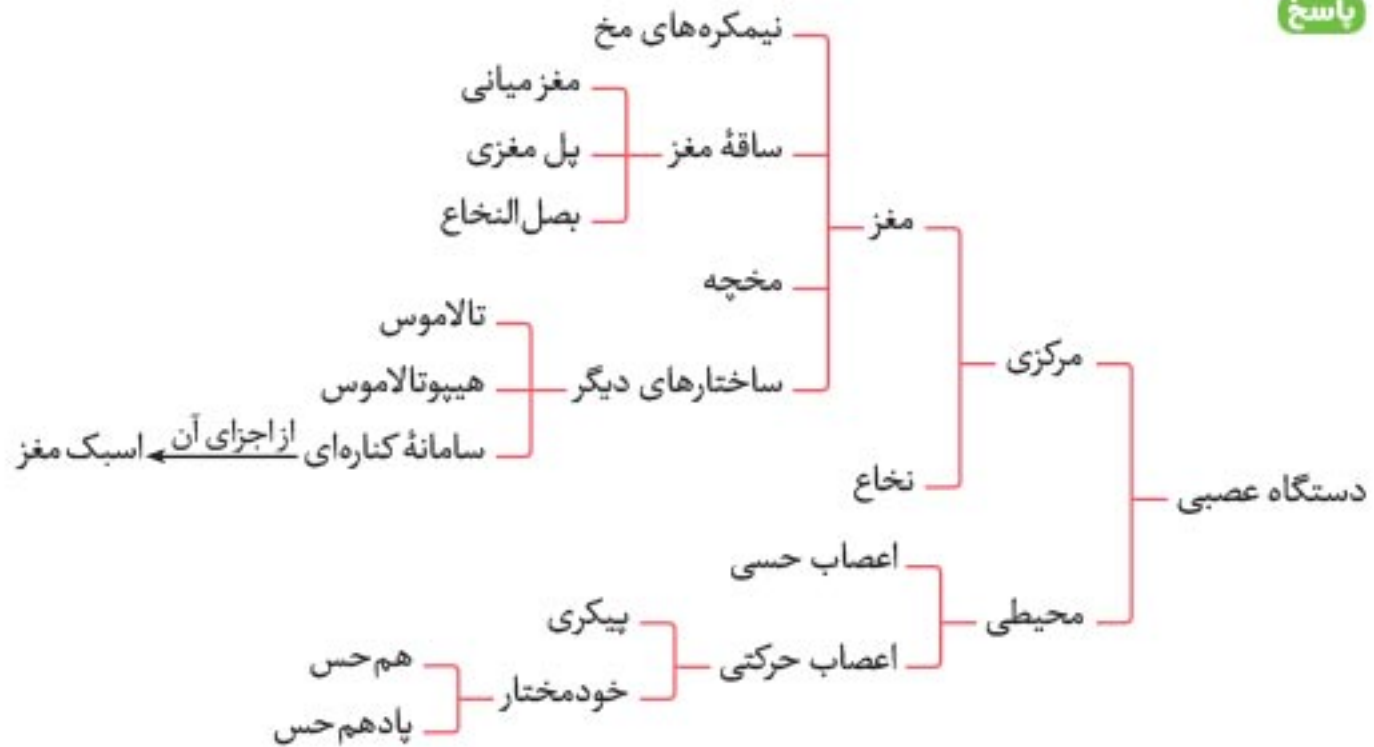 پاسخ
نیمکره‌های مخ
مغز میانی
ساقهٔ مغز
پل مغزی
بصل‌النخاع
مغز
مخچه
تالاموس
مرکزی
ساختارهای دیگر
هیپوتالاموس
سامانهٔ کناره‌ای از اجزای آن اسبک مغز
نخاع
دستگاه عصبی
اعصاب حسی
محیطی
پیکری
اعصاب حرکتی
هم‌حس
خودمختار
پادهم‌حس